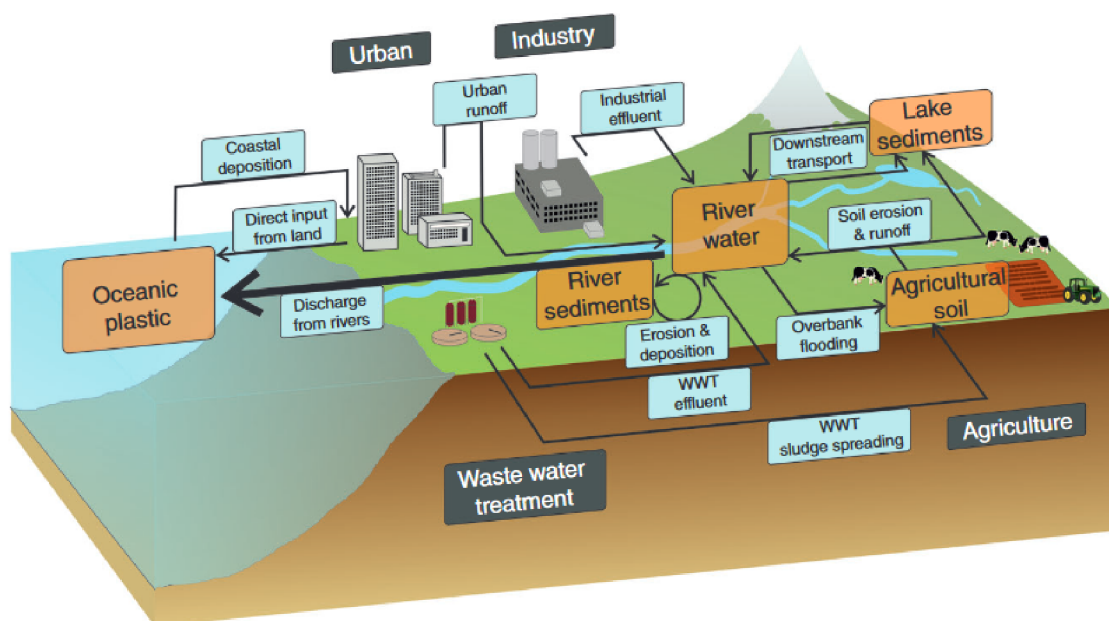 Urban
Industry
Urban
runoff
Industrial
effluent
Lake
sediments
Coastal
deposition
Downstream
transport
River
water
Direct input
from land
Soil erosion
& runoff
Oceanic
plastic
Discharge
from rivers
River
sediments
Agricultural
soil
Erosion &
deposition
Overbank
flooding
WWT
effluent
WWT
sludge spreading
Agriculture
Waste water
treatment